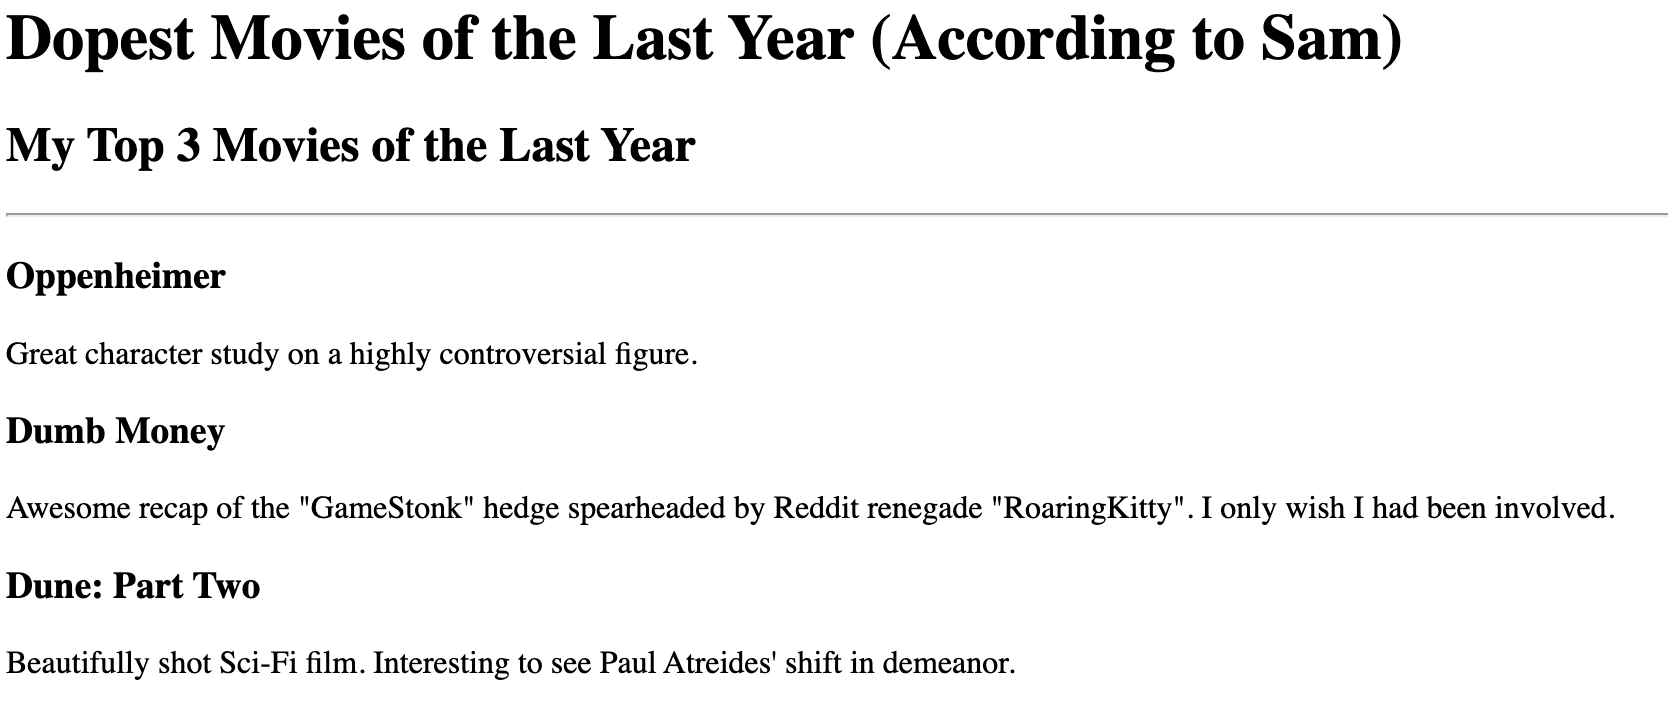 Dopest Movies of the Last Year (According to Sam)
My Top 3 Movies of the Last Year
Oppenheimer
Great character study on a highly controversial figure.
Dumb Money
Awesome recap of the "GameStonk" hedge spearheaded by Reddit renegade "RoaringKitty". I only wish I had been involved.
Dune: Part Two
Beautifully shot Sci-Fi film. Interesting to see Paul Atreides' shift in demeanor.